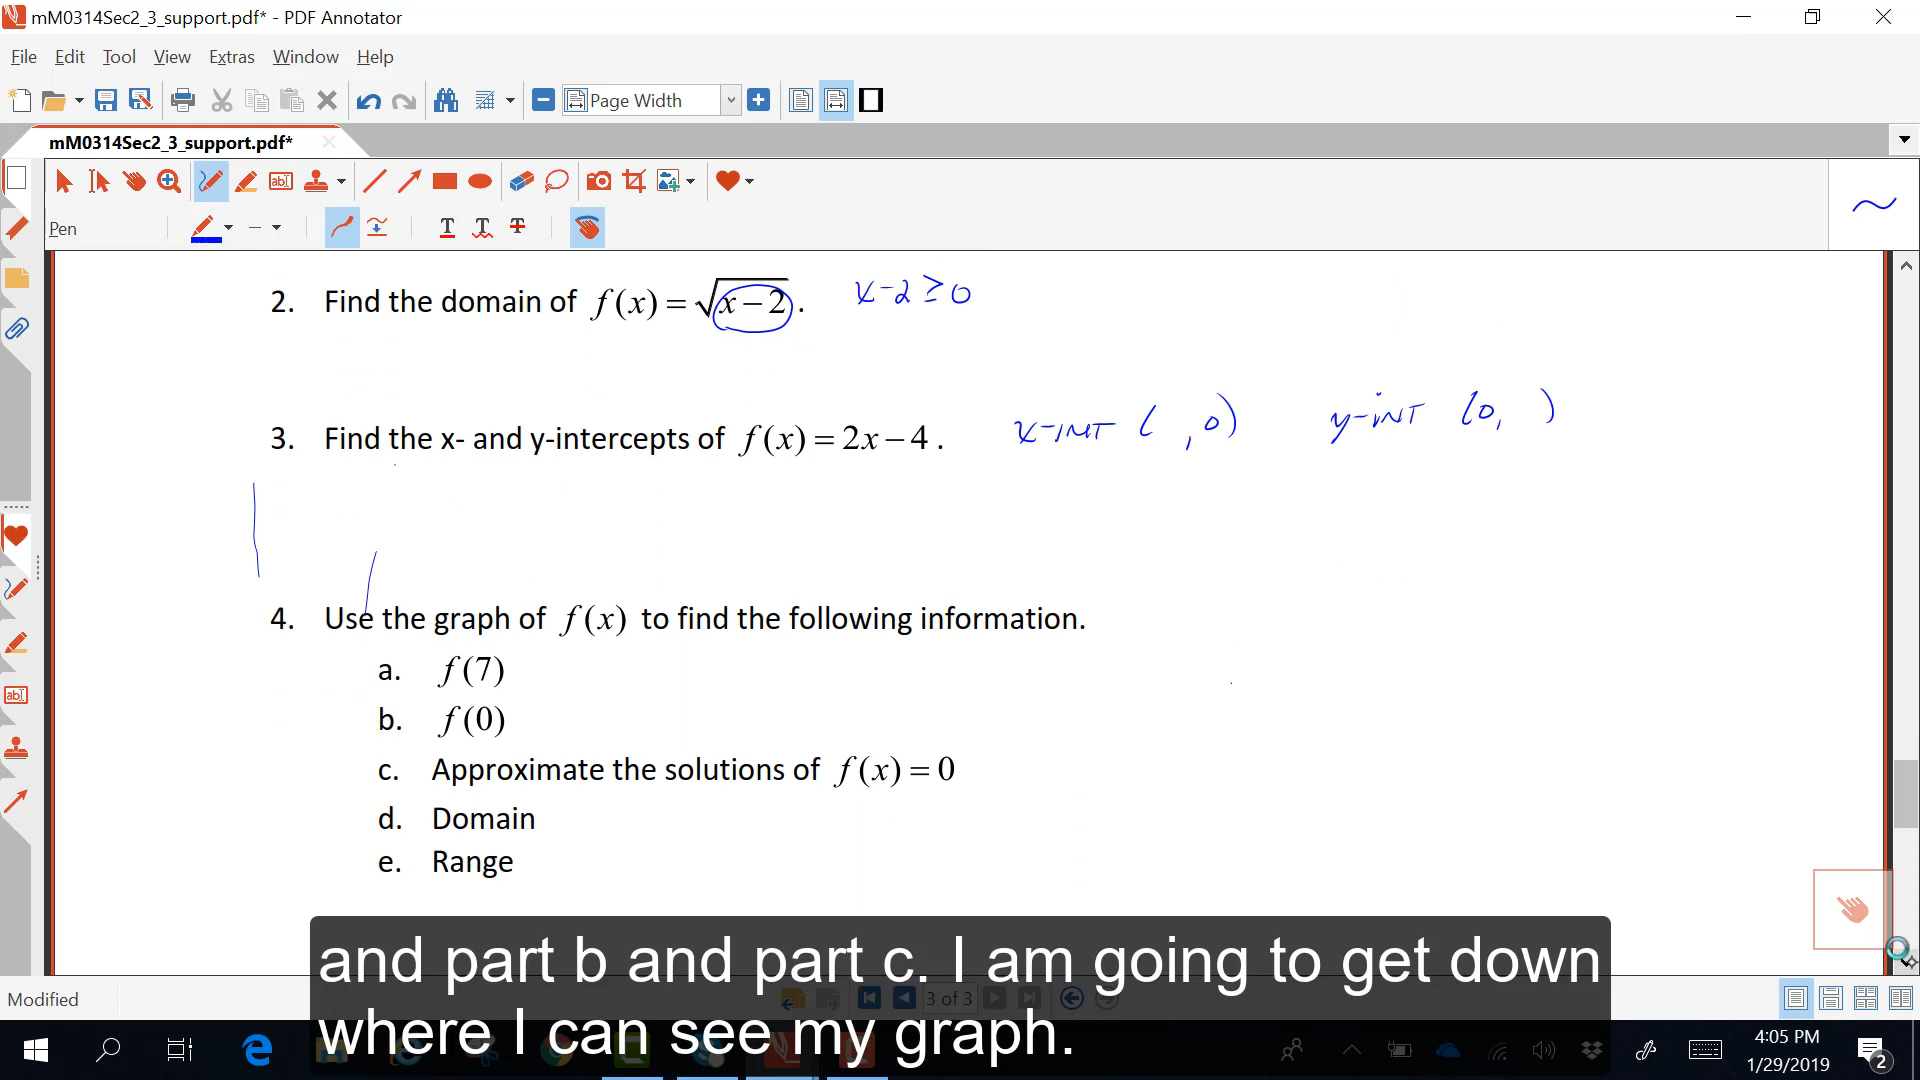 mM0314Sec2_3_support.pdf* - PDF Annotator
File Edit Tool View Extras Window Help
Page Width
mM0314Sec2_3_support.pdf*
Pen
2. Find the domain of f(x) = √x−2 . x−2 ≥ 0
3. Find the x- and y-intercepts of f(x) = 2x − 4 . x-INT ( , 0) y-INT (0, )
4. Use the graph of f(x) to find the following information.
a. f(7)
b. f(0)
c. Approximate the solutions of f(x) = 0
d. Domain
e. Range
and part b and part c. I am going to get down
where I can see my graph.
Modified
3 of 3
4:05 PM
1/29/2019
2